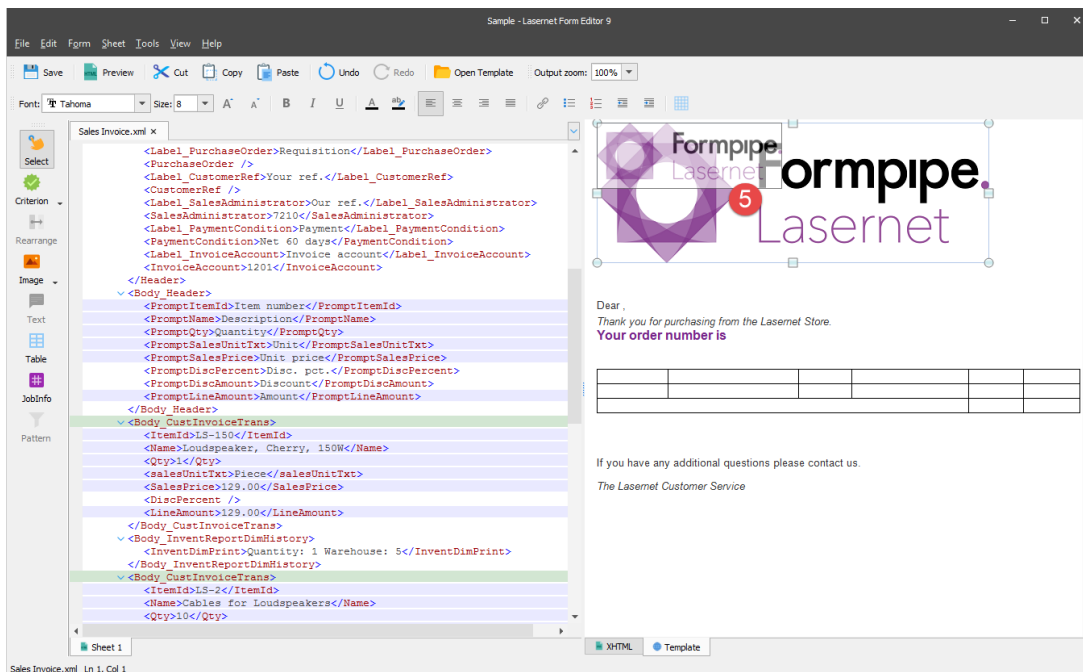 Sample - Lasernet Form Editor 9
File Edit Form Sheet Tools View Help
Save Preview Cut Copy Paste Undo Redo Open Template Output zoom: 100%
Font: Tahoma Size: 8 A A B I U A ab
Select
Criterion
Rearrange
Image
Text
Table
JobInfo
Pattern
Sales Invoice.xml ×
<Label_PurchaseOrder>Requisition</Label_PurchaseOrder>
<PurchaseOrder />
<Label_CustomerRef>Your ref.</Label_CustomerRef>
<CustomerRef />
<Label_SalesAdministrator>Our ref.</Label_SalesAdministrator>
<SalesAdministrator>7210</SalesAdministrator>
<Label_PaymentCondition>Payment</Label_PaymentCondition>
<PaymentCondition>Net 60 days</PaymentCondition>
<Label_InvoiceAccount>Invoice account</Label_InvoiceAccount>
<InvoiceAccount>1201</InvoiceAccount>
</Header>
<Body_Header>
<PromptItemId>Item number</PromptItemId>
<PromptName>Description</PromptName>
<PromptQty>Quantity</PromptQty>
<PromptSalesUnitTxt>Unit</PromptSalesUnitTxt>
<PromptSalesPrice>Unit price</PromptSalesPrice>
<PromptDiscPercent>Disc. pct.</PromptDiscPercent>
<PromptDiscAmount>Discount</PromptDiscAmount>
<PromptLineAmount>Amount</PromptLineAmount>
</Body_Header>
<Body_CustInvoiceTrans>
<ItemId>LS-150</ItemId>
<Name>Loudspeaker, Cherry, 150W</Name>
<Qty>1</Qty>
<salesUnitTxt>Piece</salesUnitTxt>
<SalesPrice>129.00</SalesPrice>
<DiscPercent />
<LineAmount>129.00</LineAmount>
</Body_CustInvoiceTrans>
<Body_InventReportDimHistory>
<InventDimPrint>Quantity: 1 Warehouse: 5</InventDimPrint>
</Body_InventReportDimHistory>
<Body_CustInvoiceTrans>
<ItemId>LS-2</ItemId>
<Name>Cables for Loudspeakers</Name>
<Qty>10</Qty>
Sheet 1
Sales Invoice.xml Ln 1, Col 1
Formpipe.
Lasernet
Formpipe.
Lasernet
5
Dear ,
Thank you for purchasing from the Lasernet Store.
Your order number is
If you have any additional questions please contact us.
The Lasernet Customer Service
XHTML Template